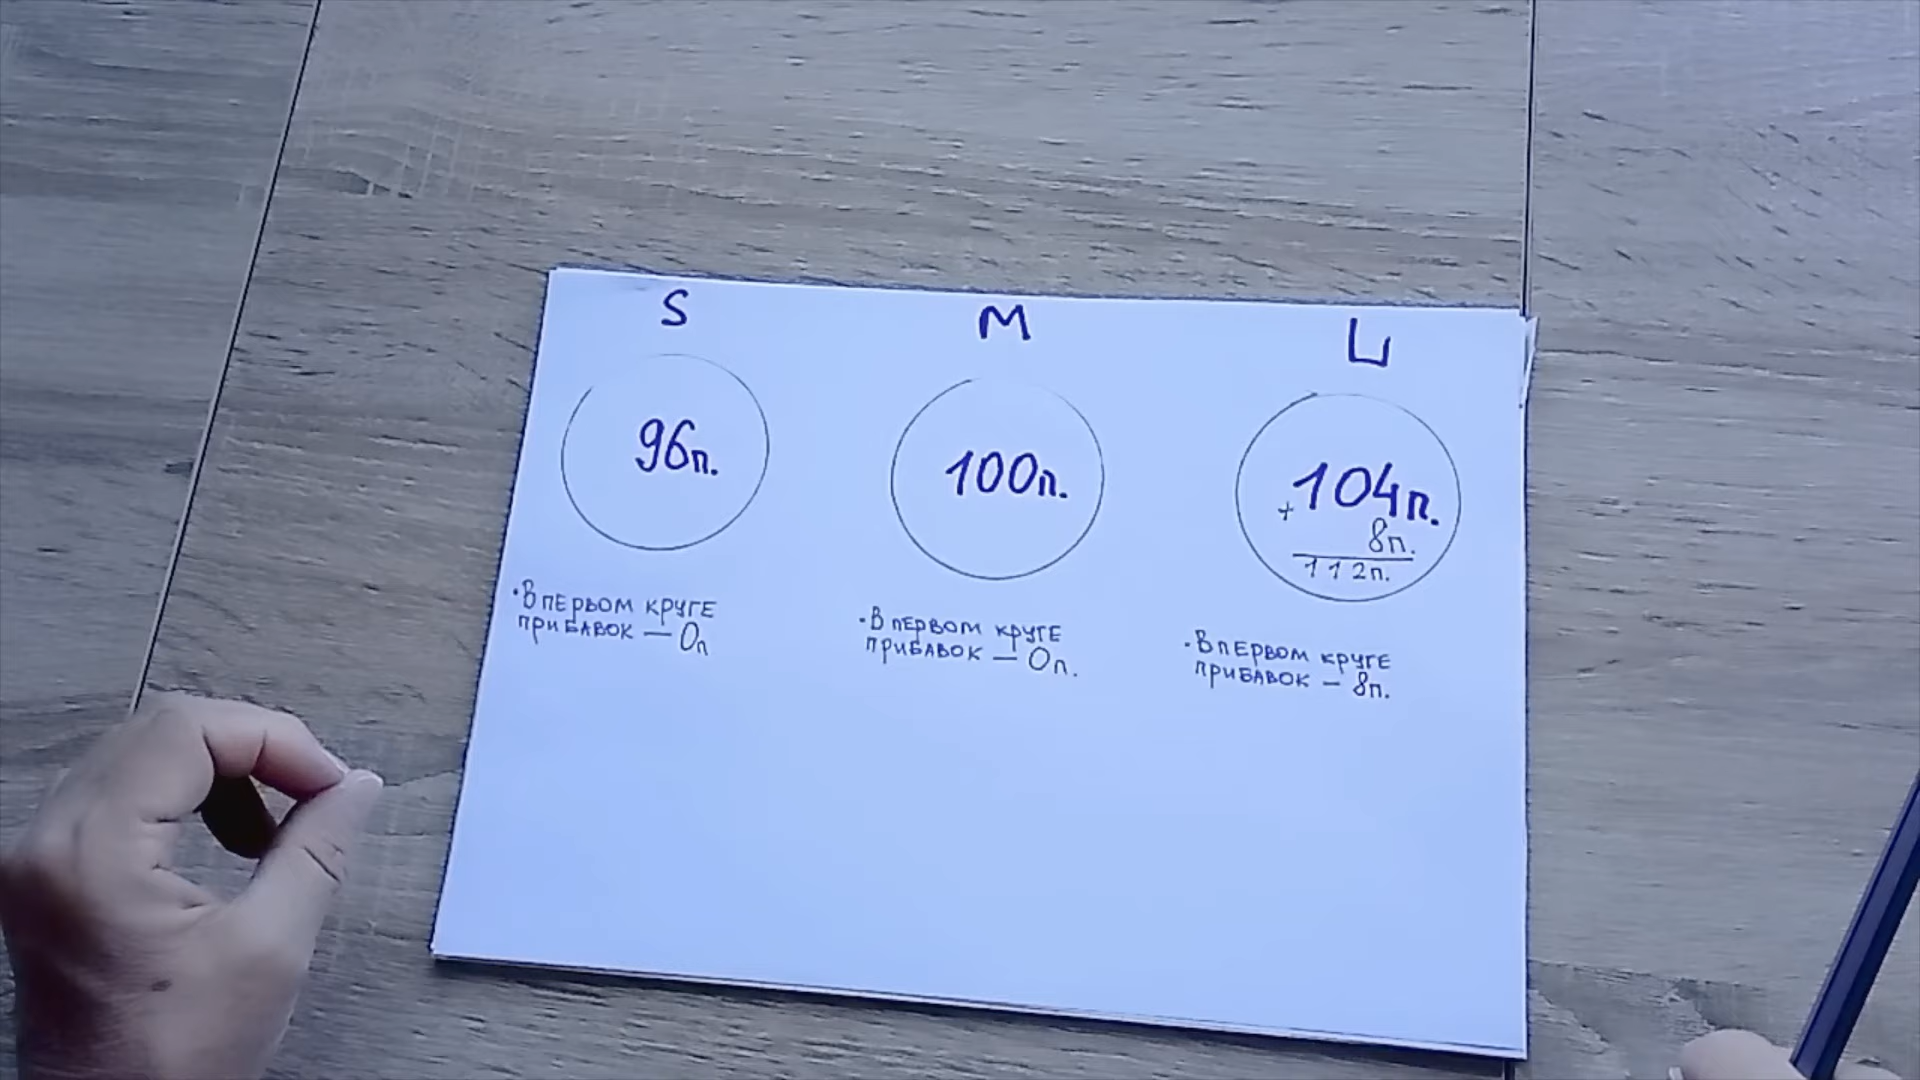 S
96п.
·В первом круге
прибавок — 0п
M
100п.
·В первом круге
прибавок — 0п.
L
104п.
+ 8п.
112п.
·В первом круге
прибавок — 8п.